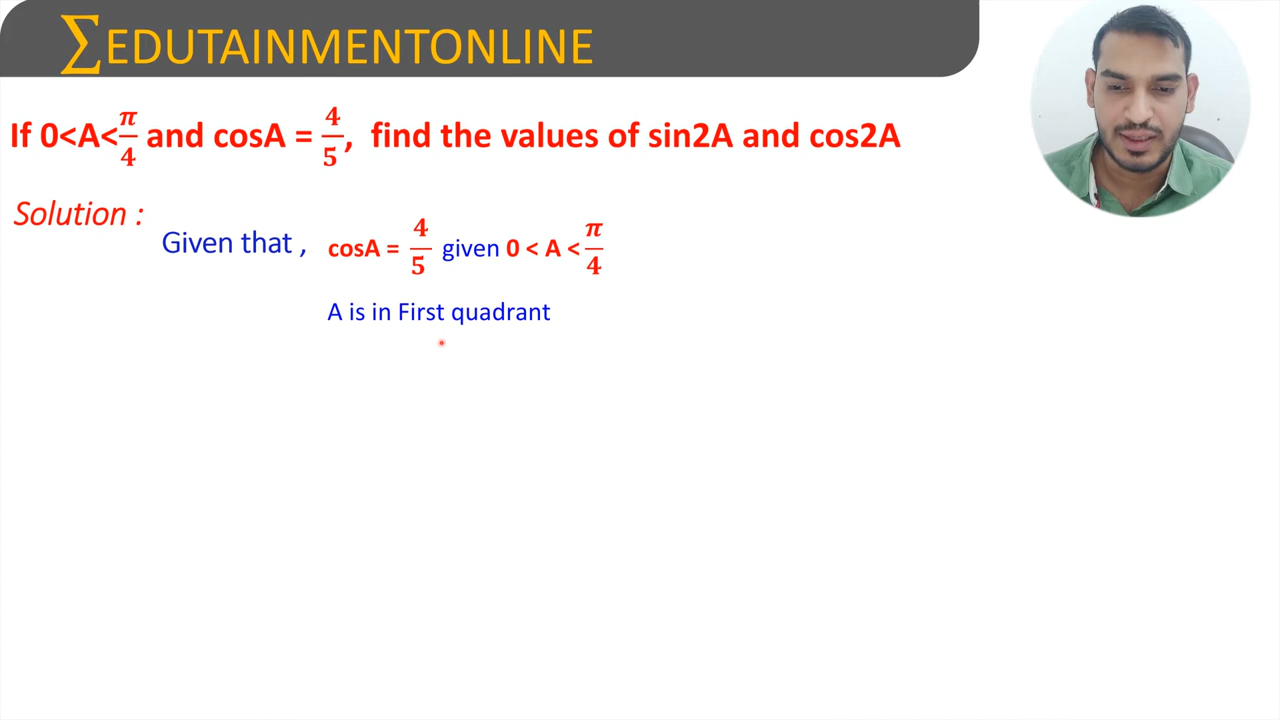 ∑EDUTAINMENTONLINE
If 0<A<π/4 and cosA = 4/5, find the values of sin2A and cos2A
Solution :
Given that , cosA = 4/5 given 0 < A < π/4
A is in First quadrant